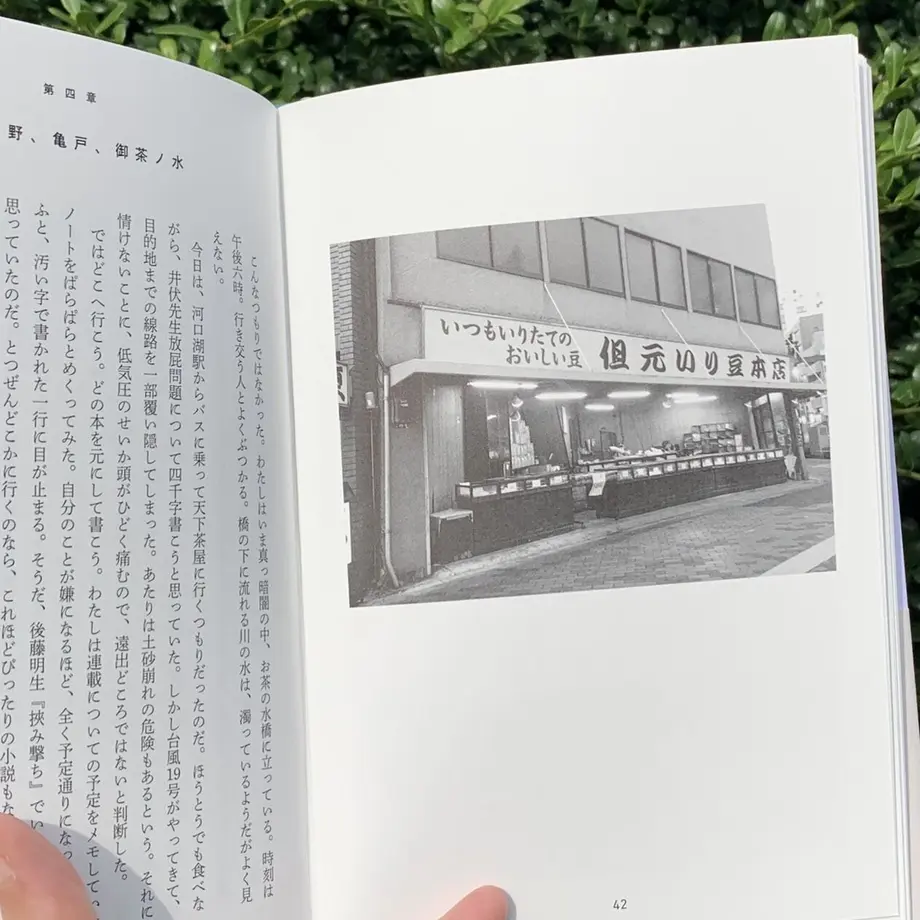 いつもいりたての
おいしい豆
但元いり豆本店
42
第四章
野、亀戸、御茶ノ水
こんなつもりではなかった。わたしはいま真っ暗闇の中、お茶の水橋に立っている。時刻は
午後六時。行き交う人とよくぶつかる。橋の下に流れる川の水は、濁っているようだがよく見
えない。
今日は、河口湖駅からバスに乗って天下茶屋に行くつもりだったのだ。ほうとうでも食べな
がら、井伏先生放屁問題について四千字書こうと思っていた。しかし台風19号がやってきて、
目的地までの線路を一部覆い隠してしまった。あたりは土砂崩れの危険もあるという。それに
情けないことに、低気圧のせいか頭がひどく痛むので、遠出どころではないと判断した。
ではどこへ行こう。どの本を元にして書こう。わたしは連載についての予定をメモしてい
ノートをぱらぱらとめくってみた。自分のことが嫌になるほど、全く予定通りになっ
ふと、汚い字で書かれた一行に目が止まる。そうだ、後藤明生『挾み撃ち』でい
思っていたのだ。とつぜんどこかに行くのなら、これほどぴったりの小説もな